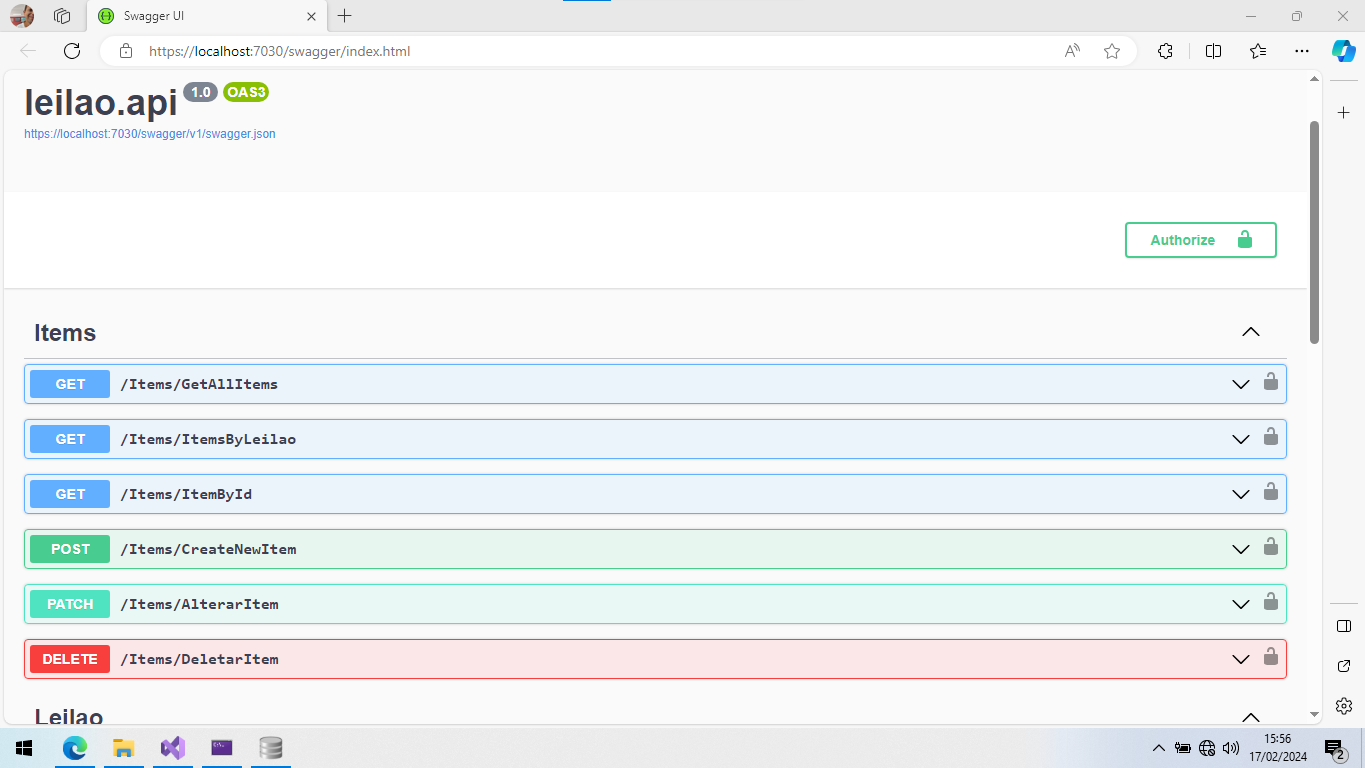 Swagger UI
https://localhost:7030/swagger/index.html
leilao.api 1.0 OAS3
https://localhost:7030/swagger/v1/swagger.json
Authorize
Items
GET /Items/GetAllItems
GET /Items/ItemsByLeilao
GET /Items/ItemById
POST /Items/CreateNewItem
PATCH /Items/AlterarItem
DELETE /Items/DeletarItem
Leilao
15:56
17/02/2024
2